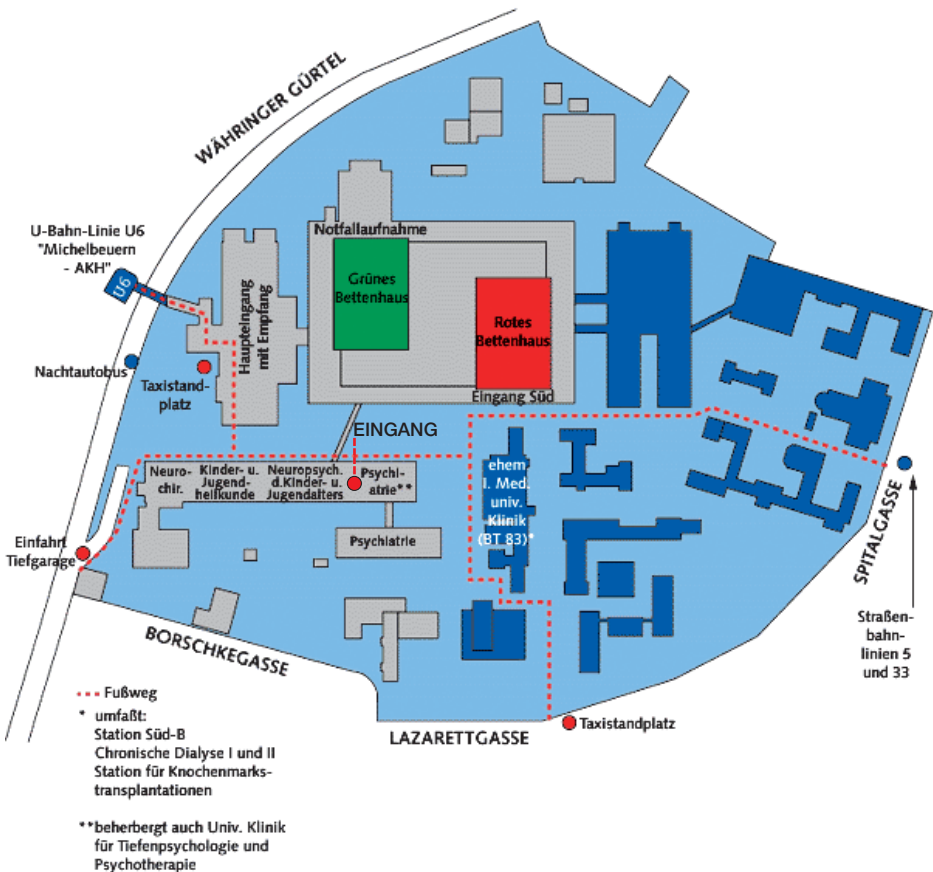 WÄHRINGER GÜRTEL
U-Bahn-Linie U6
"Michelbeuern
- AKH"
U6
Nachtautobus
Taxistand-
platz
Haupteingang
mit Empfang
Notfallaufnahme
Grünes
Bettenhaus
Rotes
Bettenhaus
Eingang Süd
EINGANG
Neuro-
chir.
Kinder- u.
Jugend-
heilkunde
Neuropsych.
d.Kinder- u.
Jugendalters
Psychi-
atrie**
Psychiatrie
ehem
I. Med.
univ.
Klinik
(BT 83)*
Einfahrt
Tiefgarage
BORSCHKEGASSE
SPITALGASSE
Straßen-
bahn-
linien 5
und 33
LAZARETTGASSE
Taxistandplatz
Fußweg
* umfaßt:
Station Süd-B
Chronische Dialyse I und II
Station für Knochenmarks-
transplantationen
**beherbergt auch Univ. Klinik
für Tiefenpsychologie und
Psychotherapie